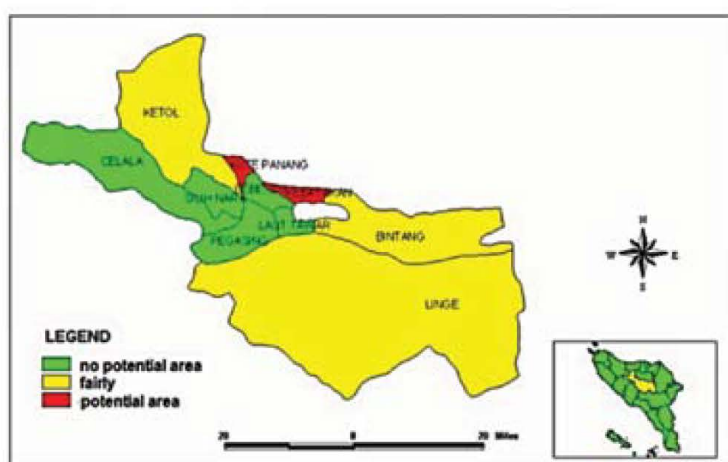 KETOL
CELALA
PANANG
PEGASING
LAUT TAWAR
BINTANG
LINGE
N
W E
S
LEGEND
no potential area
fairly
potential area
20 0 20 Miles